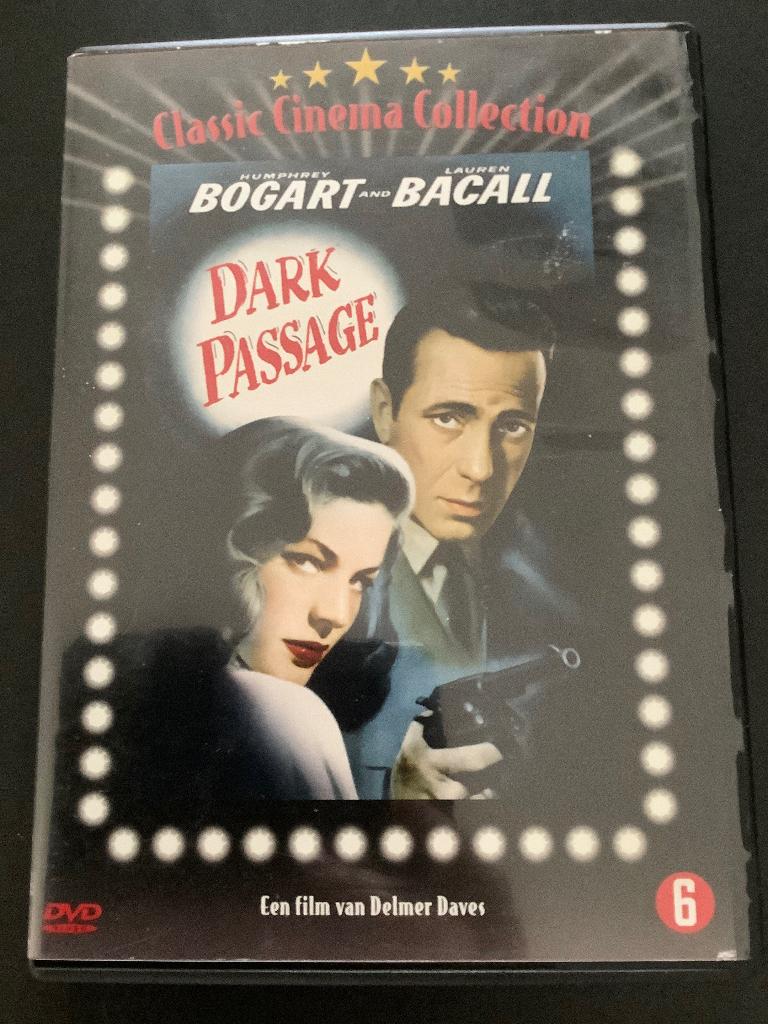 Classic Cinema Collection
HUMPHREY LAUREN
BOGART AND BACALL
DARK
PASSAGE
Een film van Delmer Daves
DVD
6